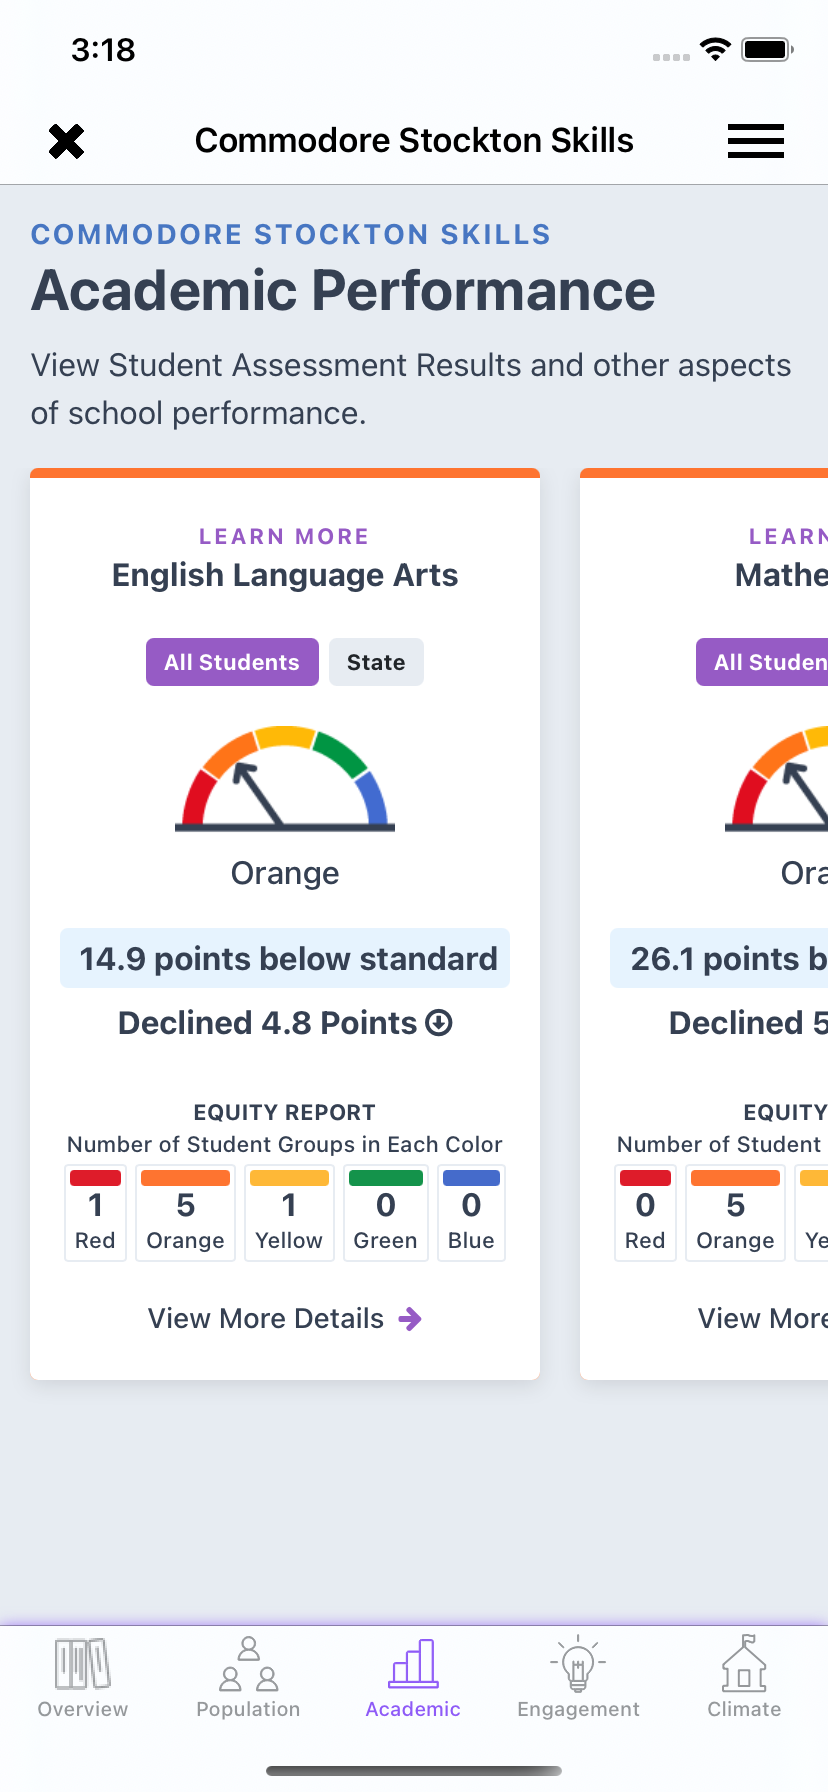 3:18
Commodore Stockton Skills
COMMODORE STOCKTON SKILLS
Academic Performance
View Student Assessment Results and other aspects
of school performance.
LEARN MORE
English Language Arts
All Students State
Orange
14.9 points below standard
Declined 4.8 Points
EQUITY REPORT
Number of Student Groups in Each Color
1 5 1 0 0
Red Orange Yellow Green Blue
View More Details
LEARN
Mathe
All Studen
Ora
26.1 points b
Declined 5
EQUITY
Number of Student
0 5
Red Orange Ye
View More
Overview Population Academic Engagement Climate